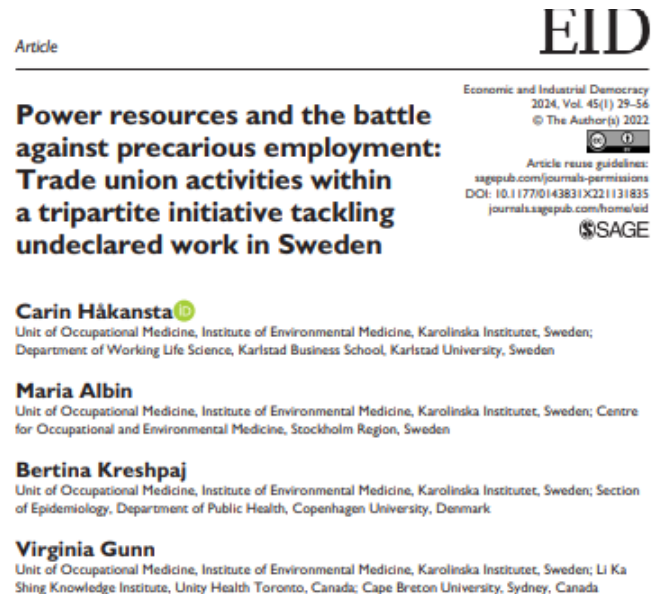 Article
EID
Economic and Industrial Democracy
2024, Vol. 45(1) 29–56
© The Author(s) 2022
Article reuse guidelines:
sagepub.com/journals-permissions
DOI: 10.1177/0143831X221131835
journals.sagepub.com/home/eid
SAGE
Power resources and the battle
against precarious employment:
Trade union activities within
a tripartite initiative tackling
undeclared work in Sweden
Carin Håkansta iD
Unit of Occupational Medicine, Institute of Environmental Medicine, Karolinska Institutet, Sweden;
Department of Working Life Science, Karlstad Business School, Karlstad University, Sweden
Maria Albin
Unit of Occupational Medicine, Institute of Environmental Medicine, Karolinska Institutet, Sweden; Centre
for Occupational and Environmental Medicine, Stockholm Region, Sweden
Bertina Kreshpaj
Unit of Occupational Medicine, Institute of Environmental Medicine, Karolinska Institutet, Sweden; Section
of Epidemiology, Department of Public Health, Copenhagen University, Denmark
Virginia Gunn
Unit of Occupational Medicine, Institute of Environmental Medicine, Karolinska Institutet, Sweden; Li Ka
Shing Knowledge Institute, Unity Health Toronto, Canada; Cape Breton University, Sydney, Canada